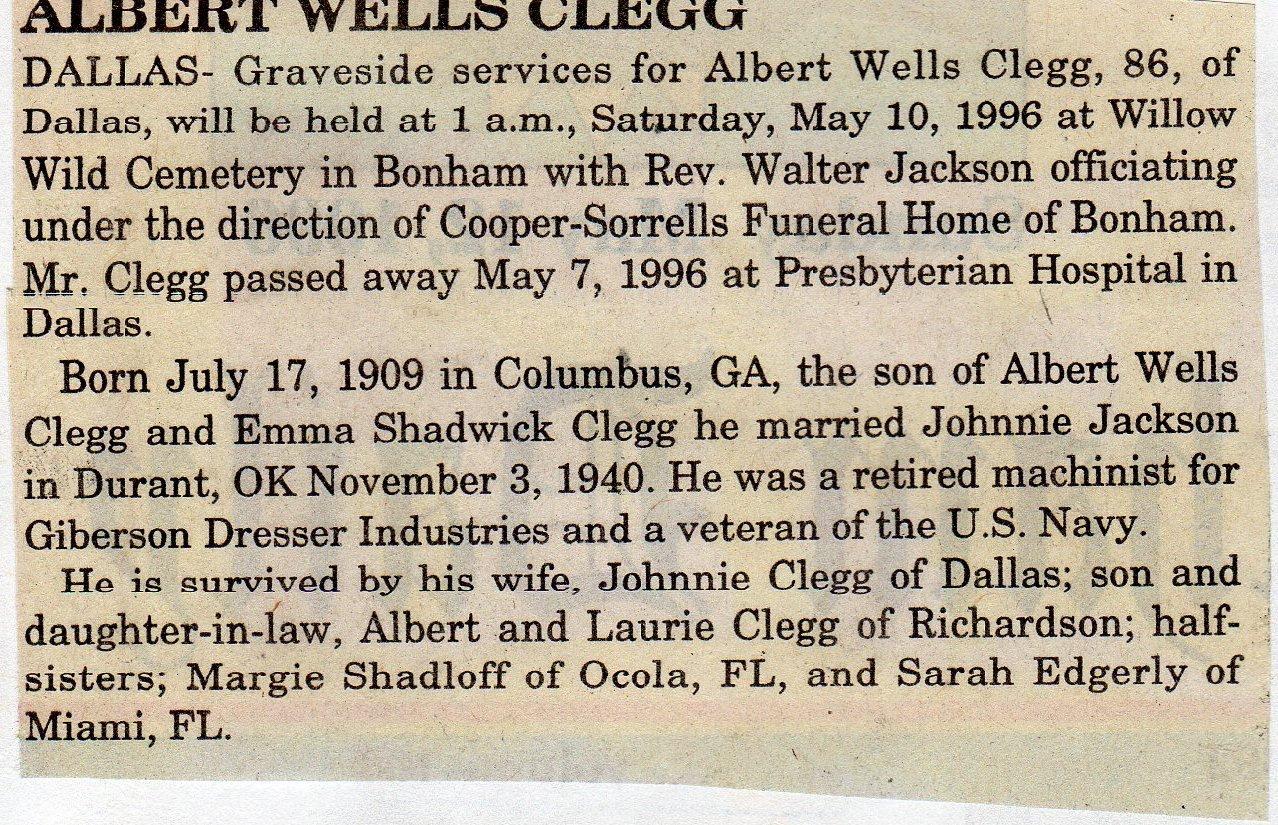 ALBERT WELLS CLEGG
DALLAS- Graveside services for Albert Wells Clegg, 86, of
Dallas, will be held at 1 a.m., Saturday, May 10, 1996 at Willow
Wild Cemetery in Bonham with Rev. Walter Jackson officiating
under the direction of Cooper-Sorrells Funeral Home of Bonham.
Mr. Clegg passed away May 7, 1996 at Presbyterian Hospital in
Dallas.
Born July 17, 1909 in Columbus, GA, the son of Albert Wells
Clegg and Emma Shadwick Clegg he married Johnnie Jackson
in Durant, OK November 3, 1940. He was a retired machinist for
Giberson Dresser Industries and a veteran of the U.S. Navy.
He is survived by his wife, Johnnie Clegg of Dallas; son and
daughter-in-law, Albert and Laurie Clegg of Richardson; half-
sisters; Margie Shadloff of Ocola, FL, and Sarah Edgerly of
Miami, FL.